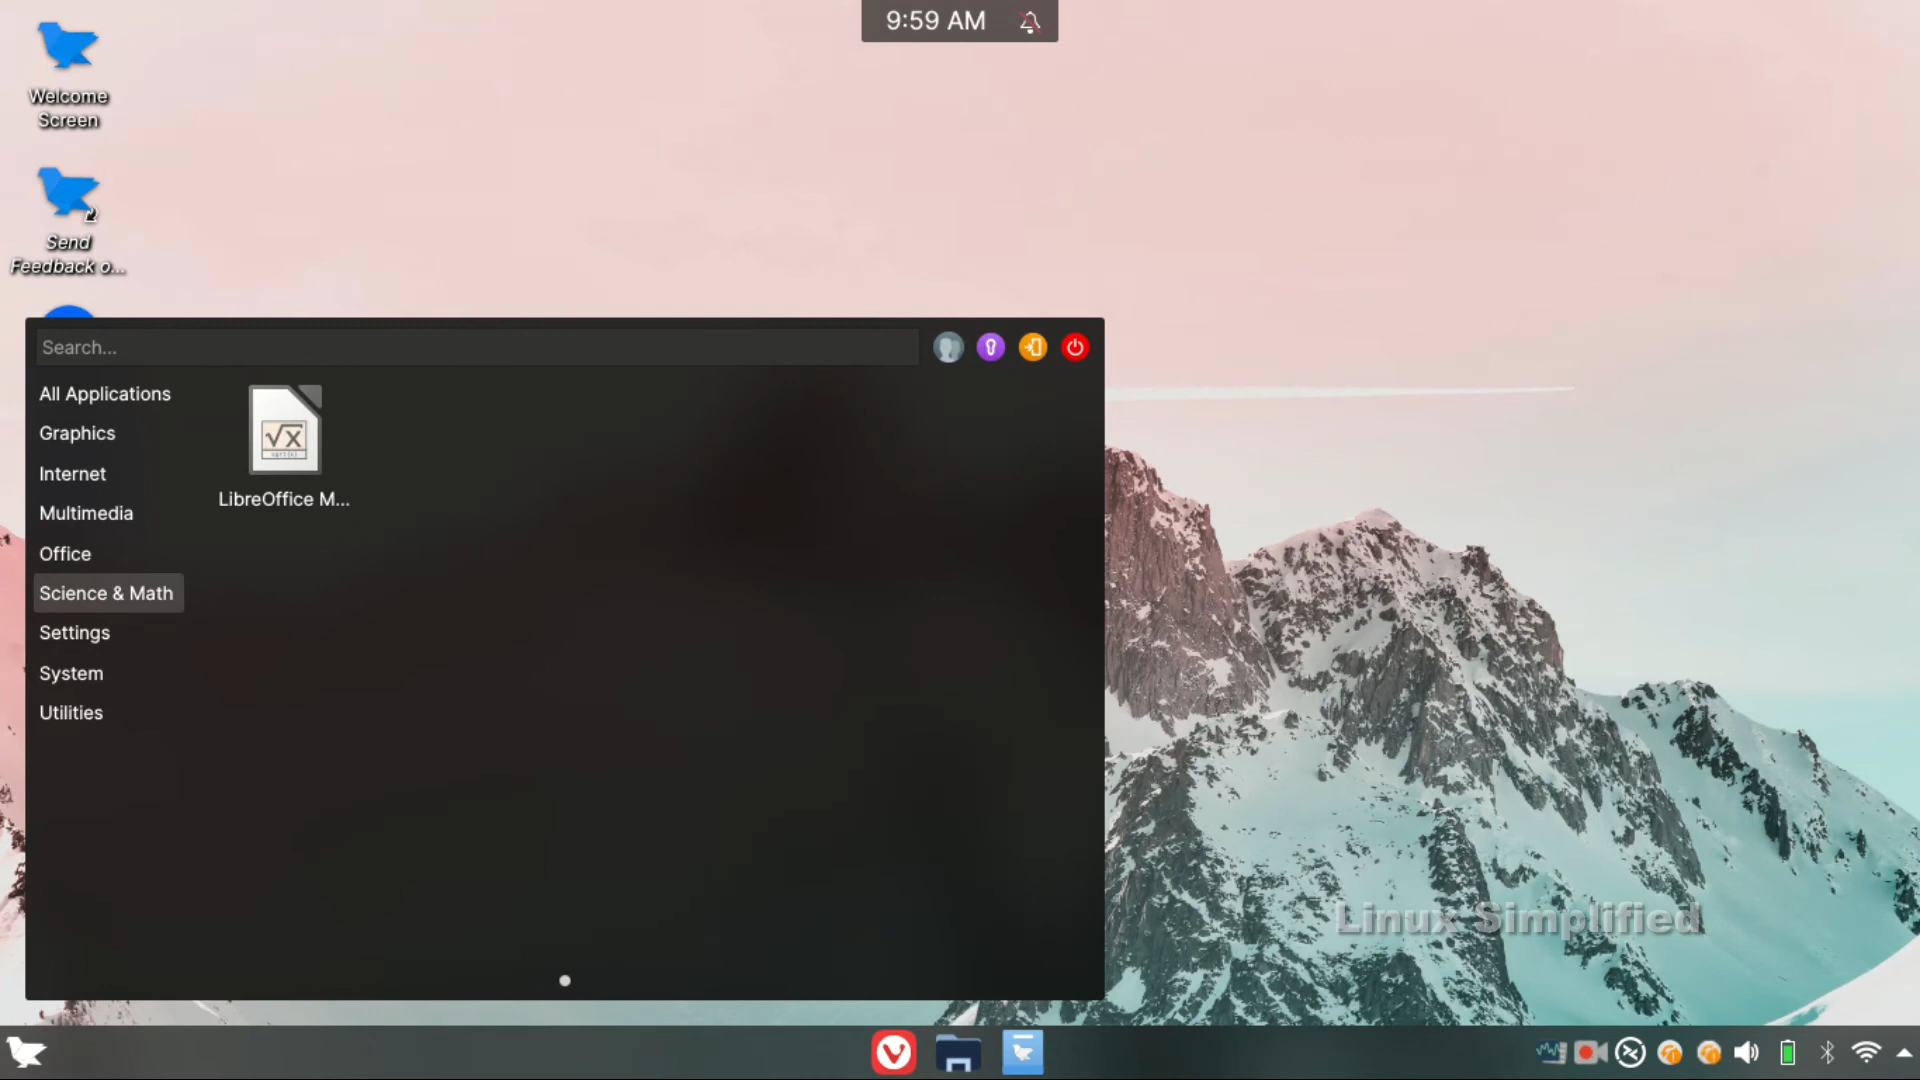 9:59 AM
Welcome
Screen
Send
Feedback o...
Search...
All Applications
Graphics
Internet
Multimedia
Office
Science & Math
Settings
System
Utilities
√x
sqrt(x)
LibreOffice M...
Linux Simplified